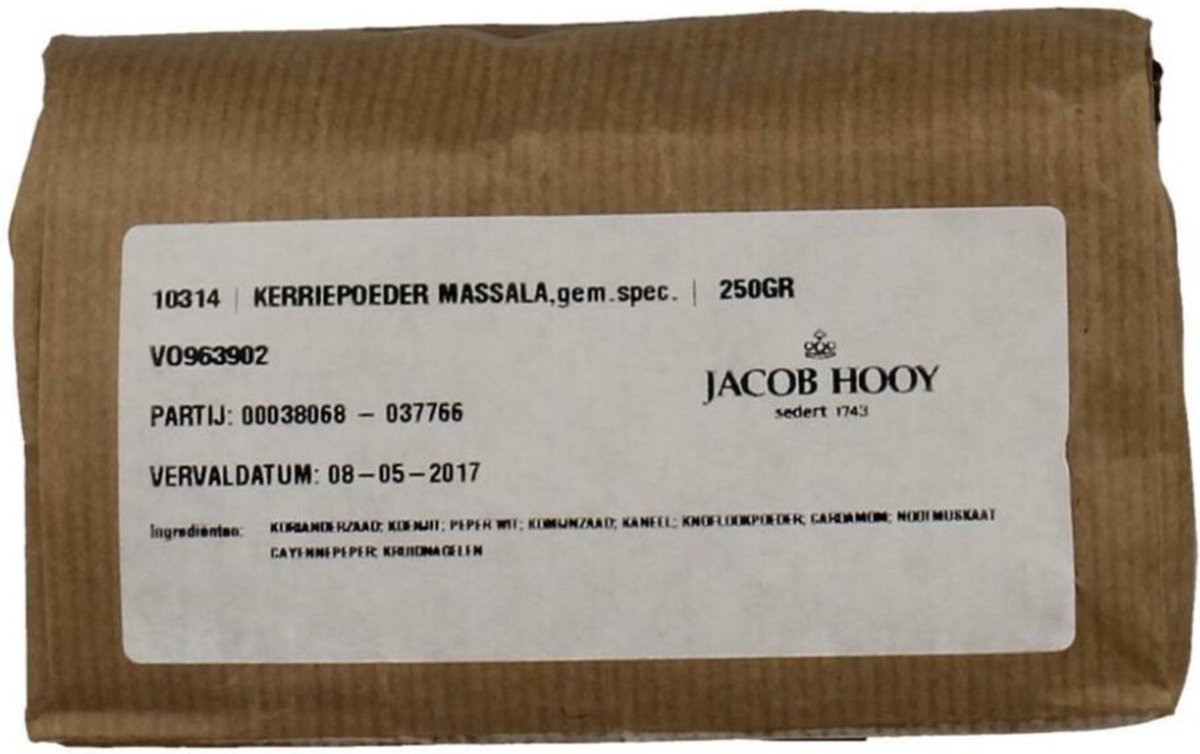 10314 | KERRIEPOEDER MASSALA,gem.spec. | 250GR
VO963902
JACOB HOOY
sedert 1743
PARTIJ: 00038068 – 037766
VERVALDATUM: 08–05–2017
Ingrediënten: KORIANDERZAAD; KOENJIT; PEPER WIT; KOMIJNZAAD; KANEEL; KNOFLOOKPOEDER; CARDAMOM; NOOTMUSKAAT
CAYENNEPEPER; KRUIDNAGELEN